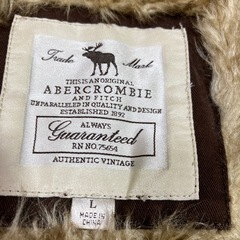 Trade Mark
THIS IS AN ORIGINAL
ABERCROMBIE
AND FITCH
UNPARALLELED IN QUALITY AND DESIGN
ESTABLISHED 1892
ALWAYS
Guaranteed
RN NO. 75654
AUTHENTIC VINTAGE
L
MADE IN
CHINA